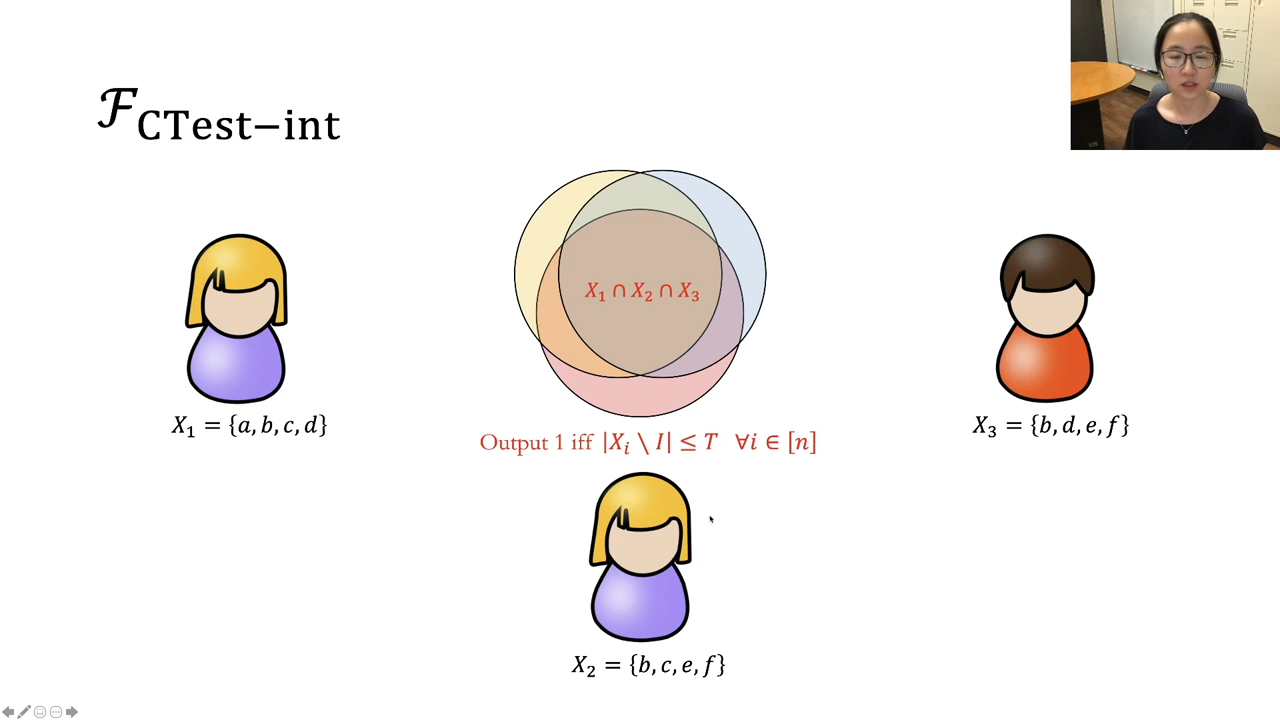 ℱ_CTest−int
X₁ ∩ X₂ ∩ X₃
X₁ = {a, b, c, d}
X₃ = {b, d, e, f}
Output 1 iff |Xᵢ \ I| ≤ T ∀i ∈ [n]
X₂ = {b, c, e, f}